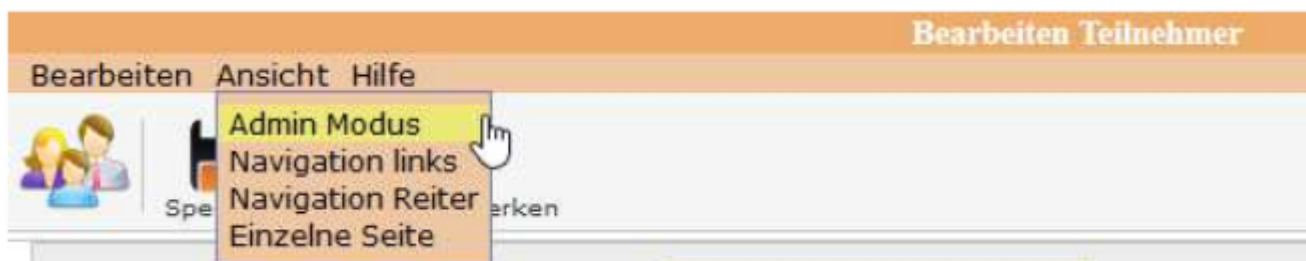 Bearbeiten Teilnehmer
Bearbeiten Ansicht Hilfe
Admin Modus
Navigation links
Navigation Reiter
Einzelne Seite